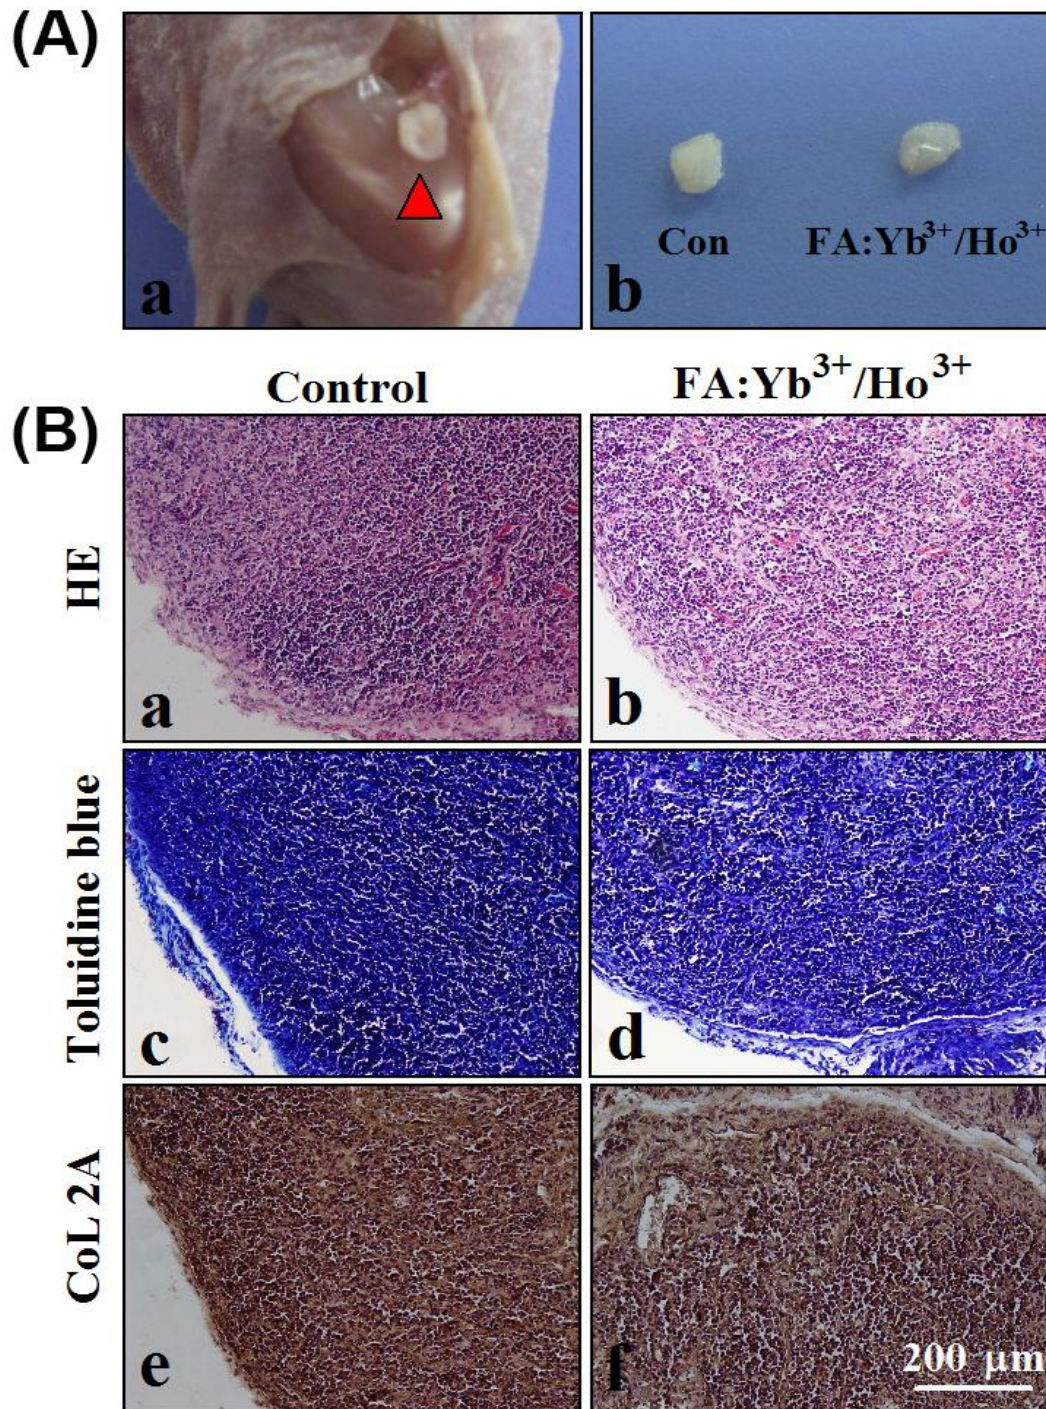 (A)
a
b
Con
FA:Yb³⁺/Ho³⁺
Control
FA:Yb³⁺/Ho³⁺
(B)
HE
a
b
Toluidine blue
c
d
CoL 2A
e
f
200 µm